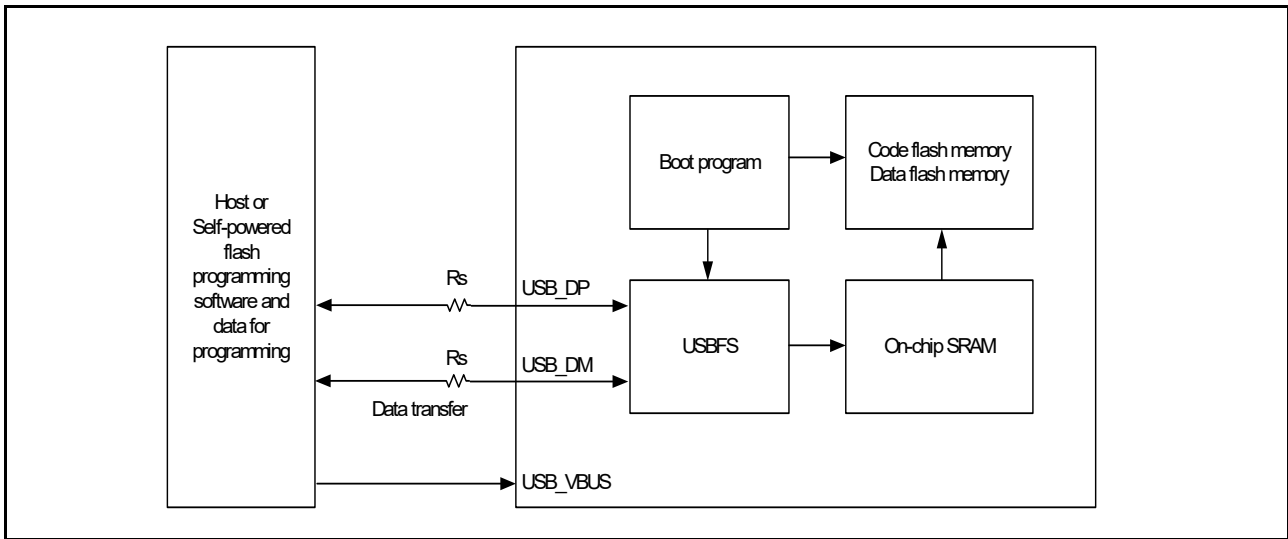 Host or
Self-powered
flash
programming
software and
data for
programming
Rs
USB_DP
Rs
USB_DM
Data transfer
USB_VBUS
Boot program
Code flash memory
Data flash memory
USBFS
On-chip SRAM